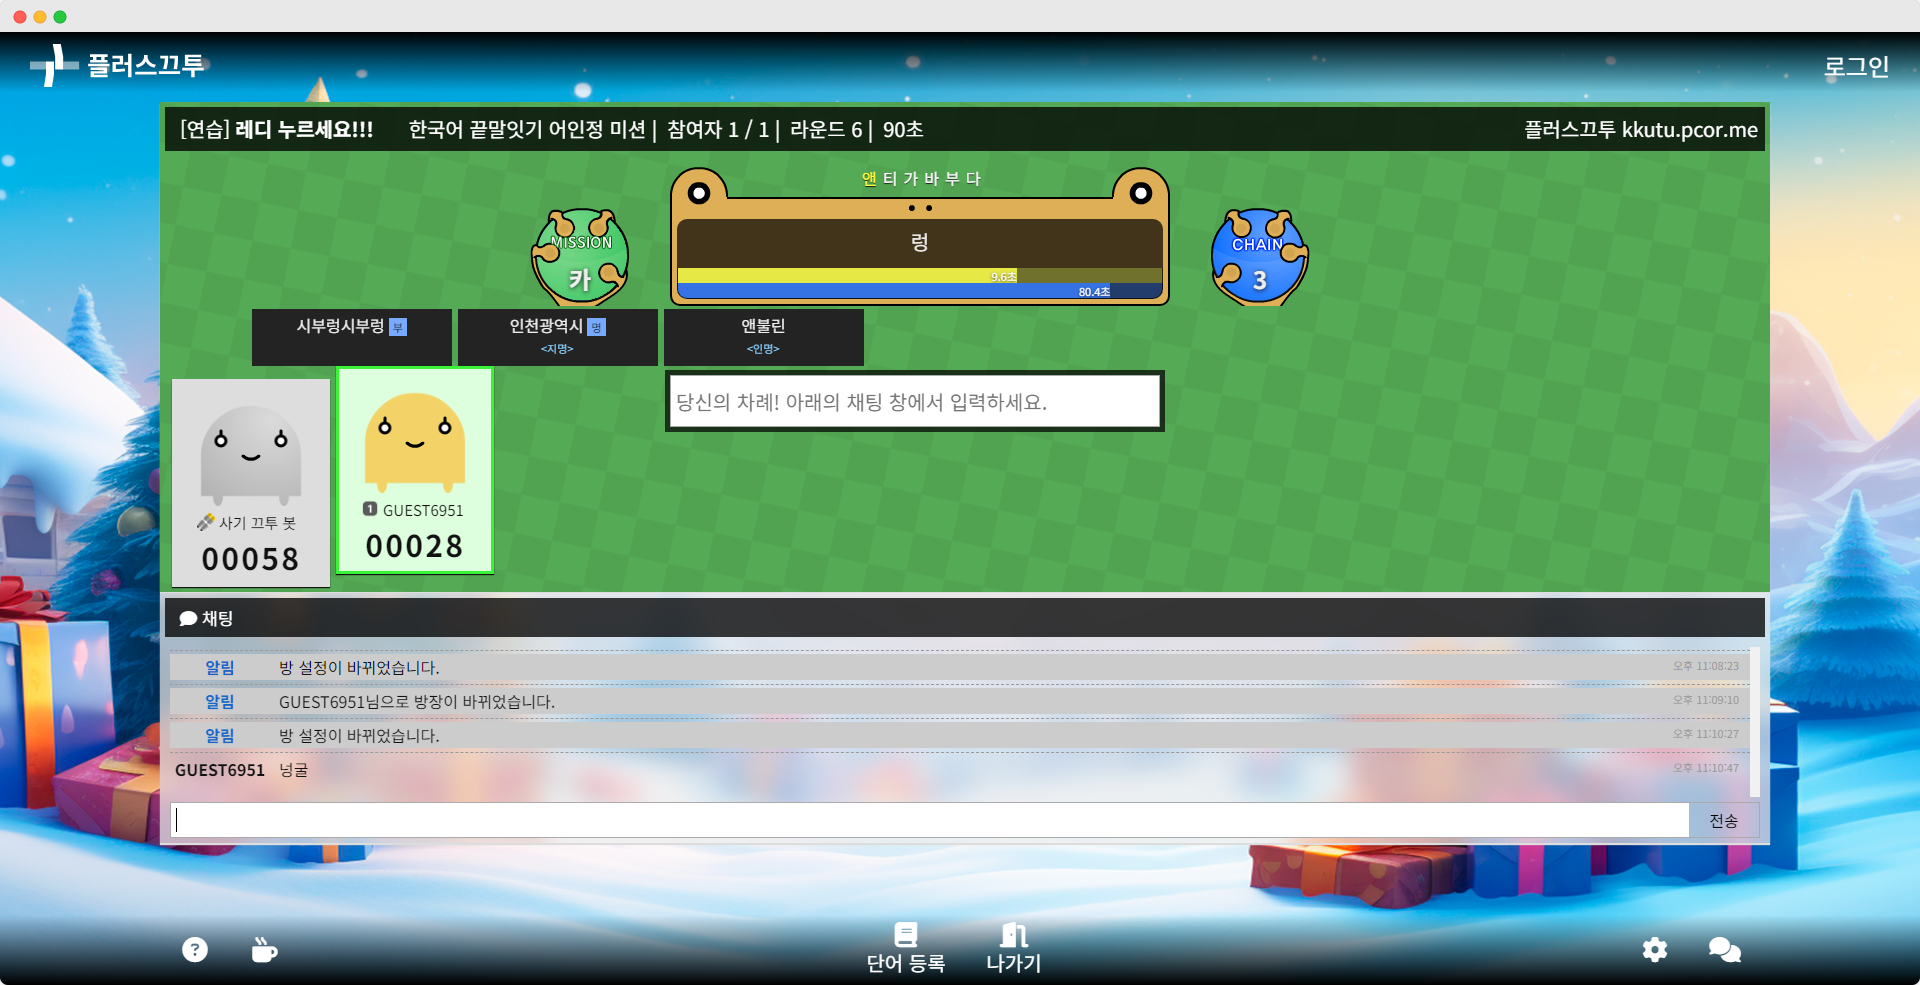 플러스끄투
로그인
[연습] 레디 누르세요!!! 한국어 끝말잇기 어인정 미션 | 참여자 1 / 1 | 라운드 6 | 90초
플러스끄투 kkutu.pcor.me
앤티가바부다
MISSION
카
렁
9.6초
80.4초
CHAIN
3
시부렁시부렁 부
인천광역시 명
<지명>
앤불린
<인명>
당신의 차례! 아래의 채팅 창에서 입력하세요.
사기 끄투 봇
00058
1 GUEST6951
00028
채팅
알림 방 설정이 바뀌었습니다. 오후 11:08:23
알림 GUEST6951님으로 방장이 바뀌었습니다. 오후 11:09:10
알림 방 설정이 바뀌었습니다. 오후 11:10:27
GUEST6951 넝굴 오후 11:10:47
전송
단어 등록
나가기